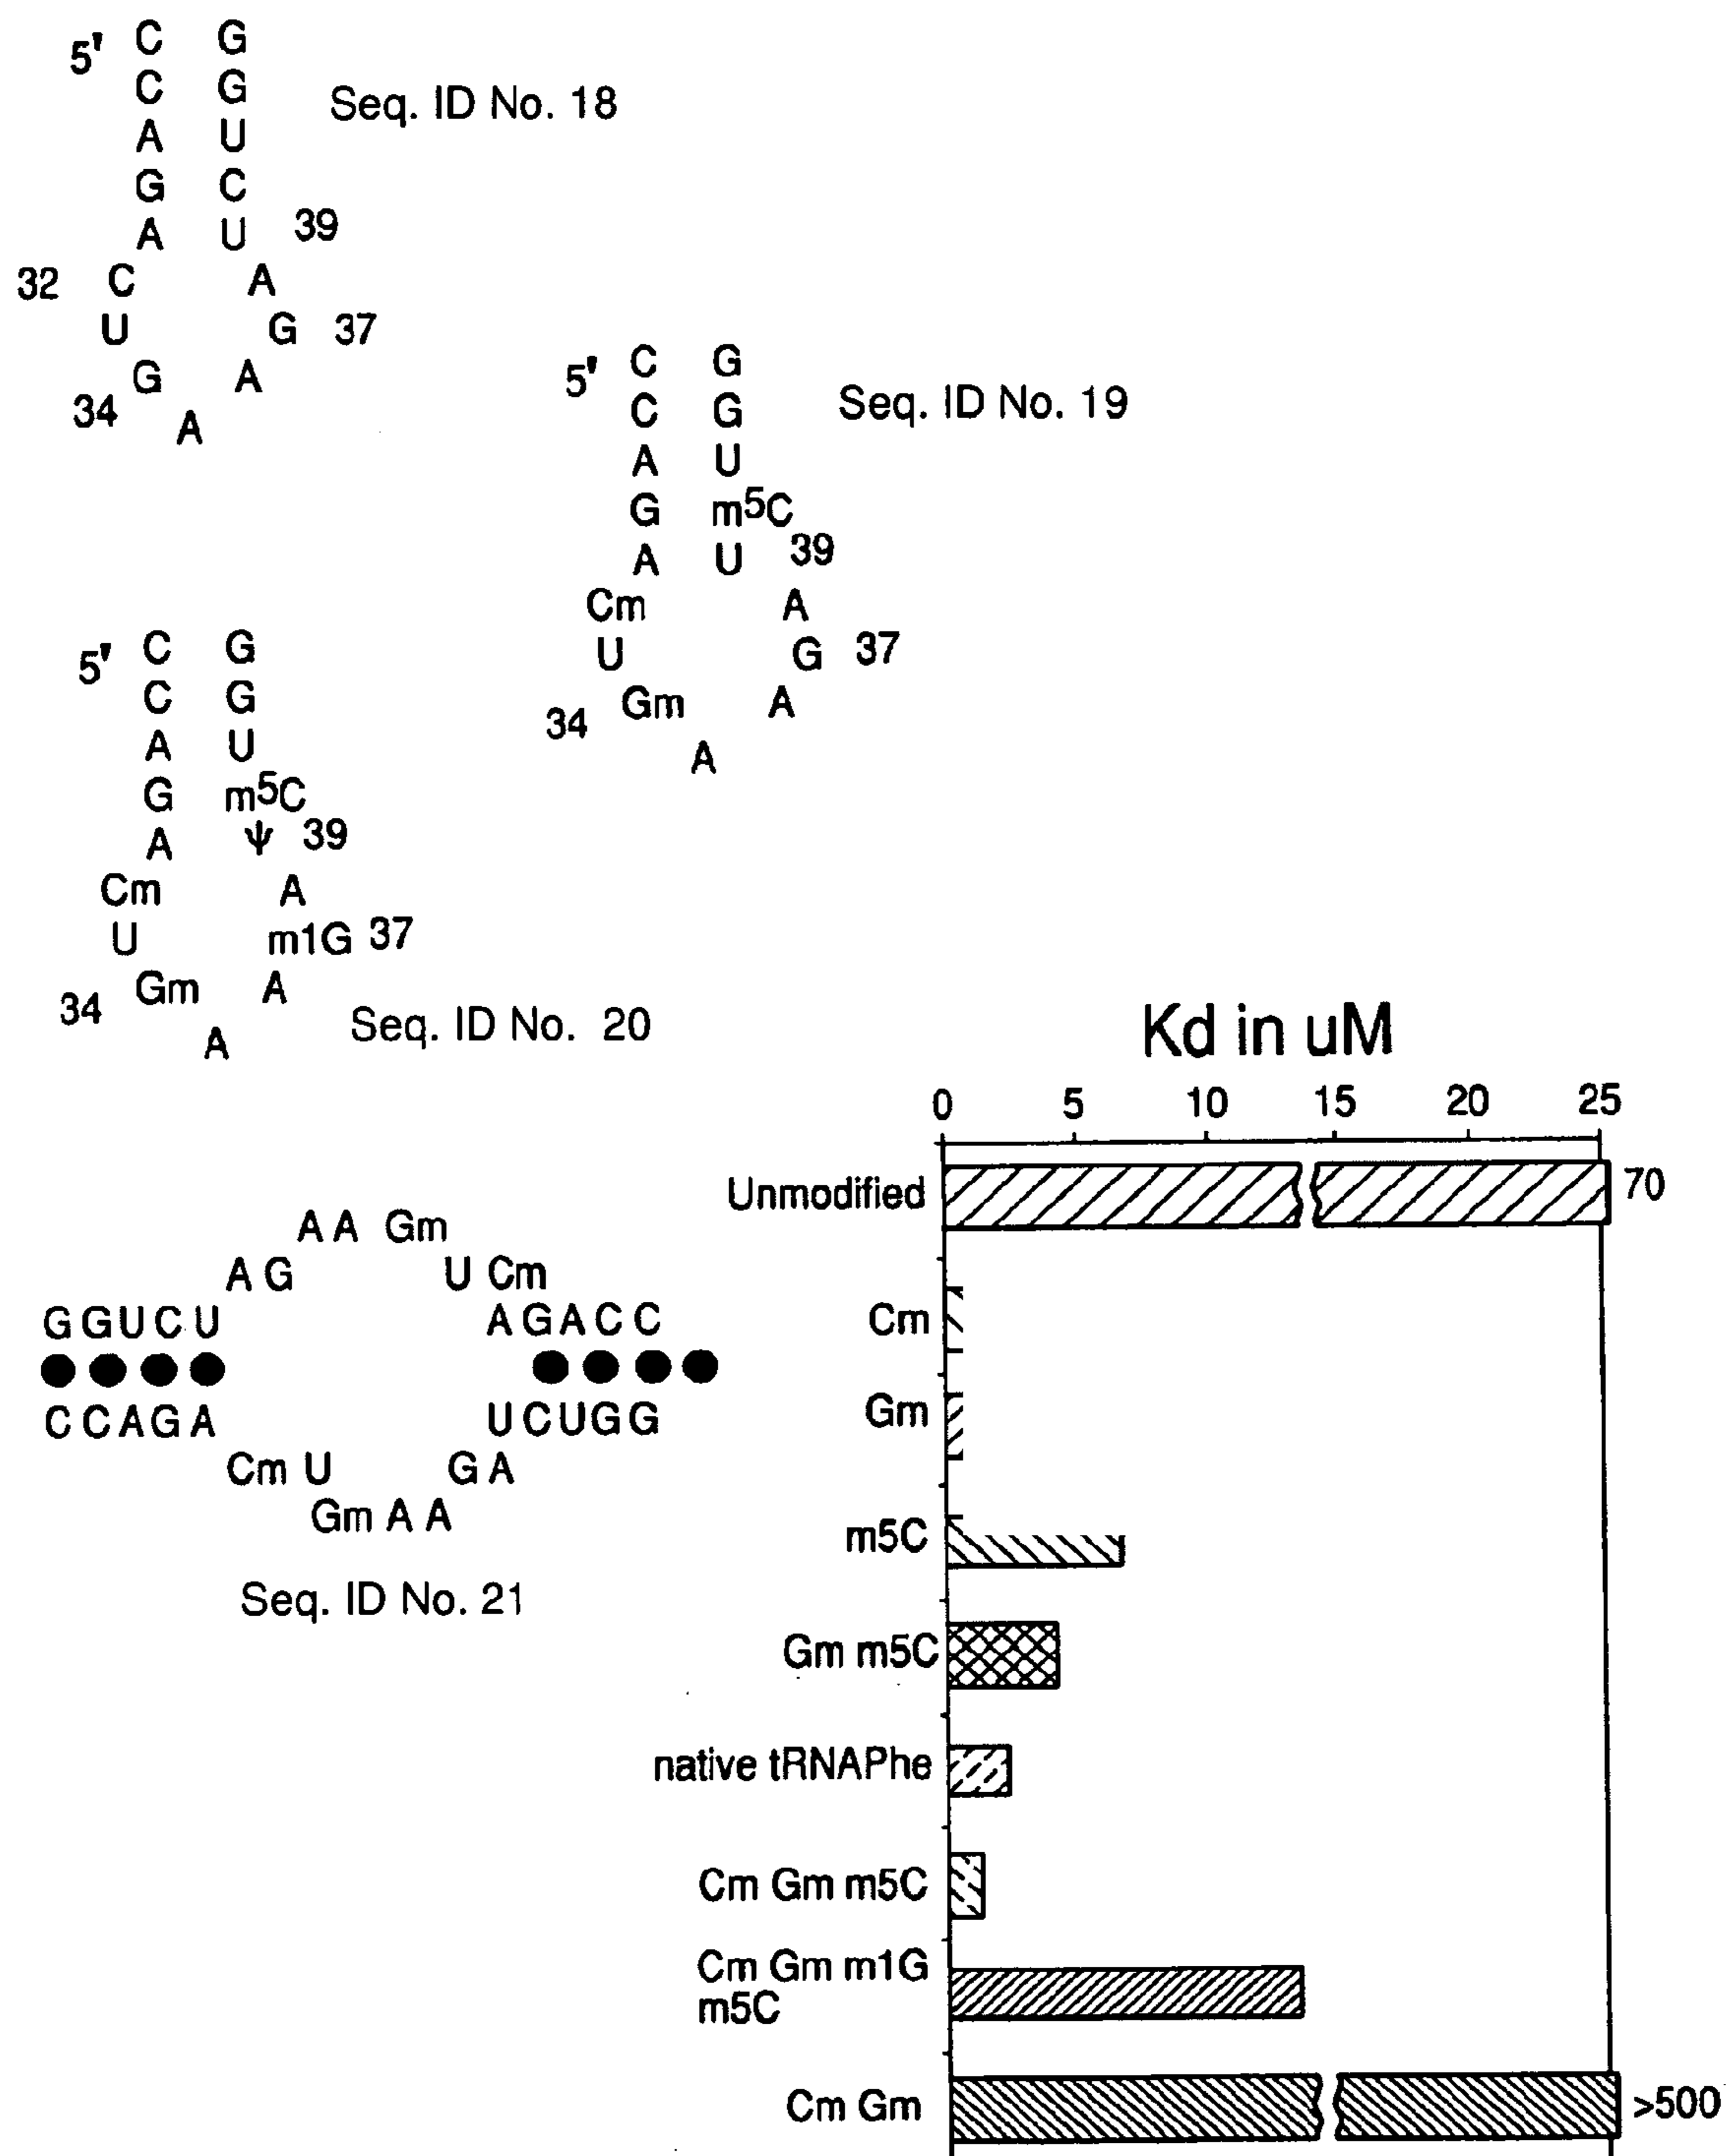 5' C G
C G
Seq. ID No. 18
A U
G C
A U 39
32 C A
U G 37
G A
34
A
5' C G
C G
Seq. ID No. 19
A U
G m5C
A U 39
Cm A
U G 37
34 Gm A
A
5' C G
C G
A U
G m5C
A ψ 39
Cm A
U m1G 37
34 Gm A
A
Seq. ID No. 20
AA Gm
AG U Cm
GGUCU AGACC
CCAGA UCUGG
Cm U GA
Gm A A
Seq. ID No. 21
Kd in uM
0 5 10 15 20 25
Unmodified 70
Cm
Gm
m5C
Gm m5C
native tRNAPhe
Cm Gm m5C
Cm Gm m1G
m5C
Cm Gm >500